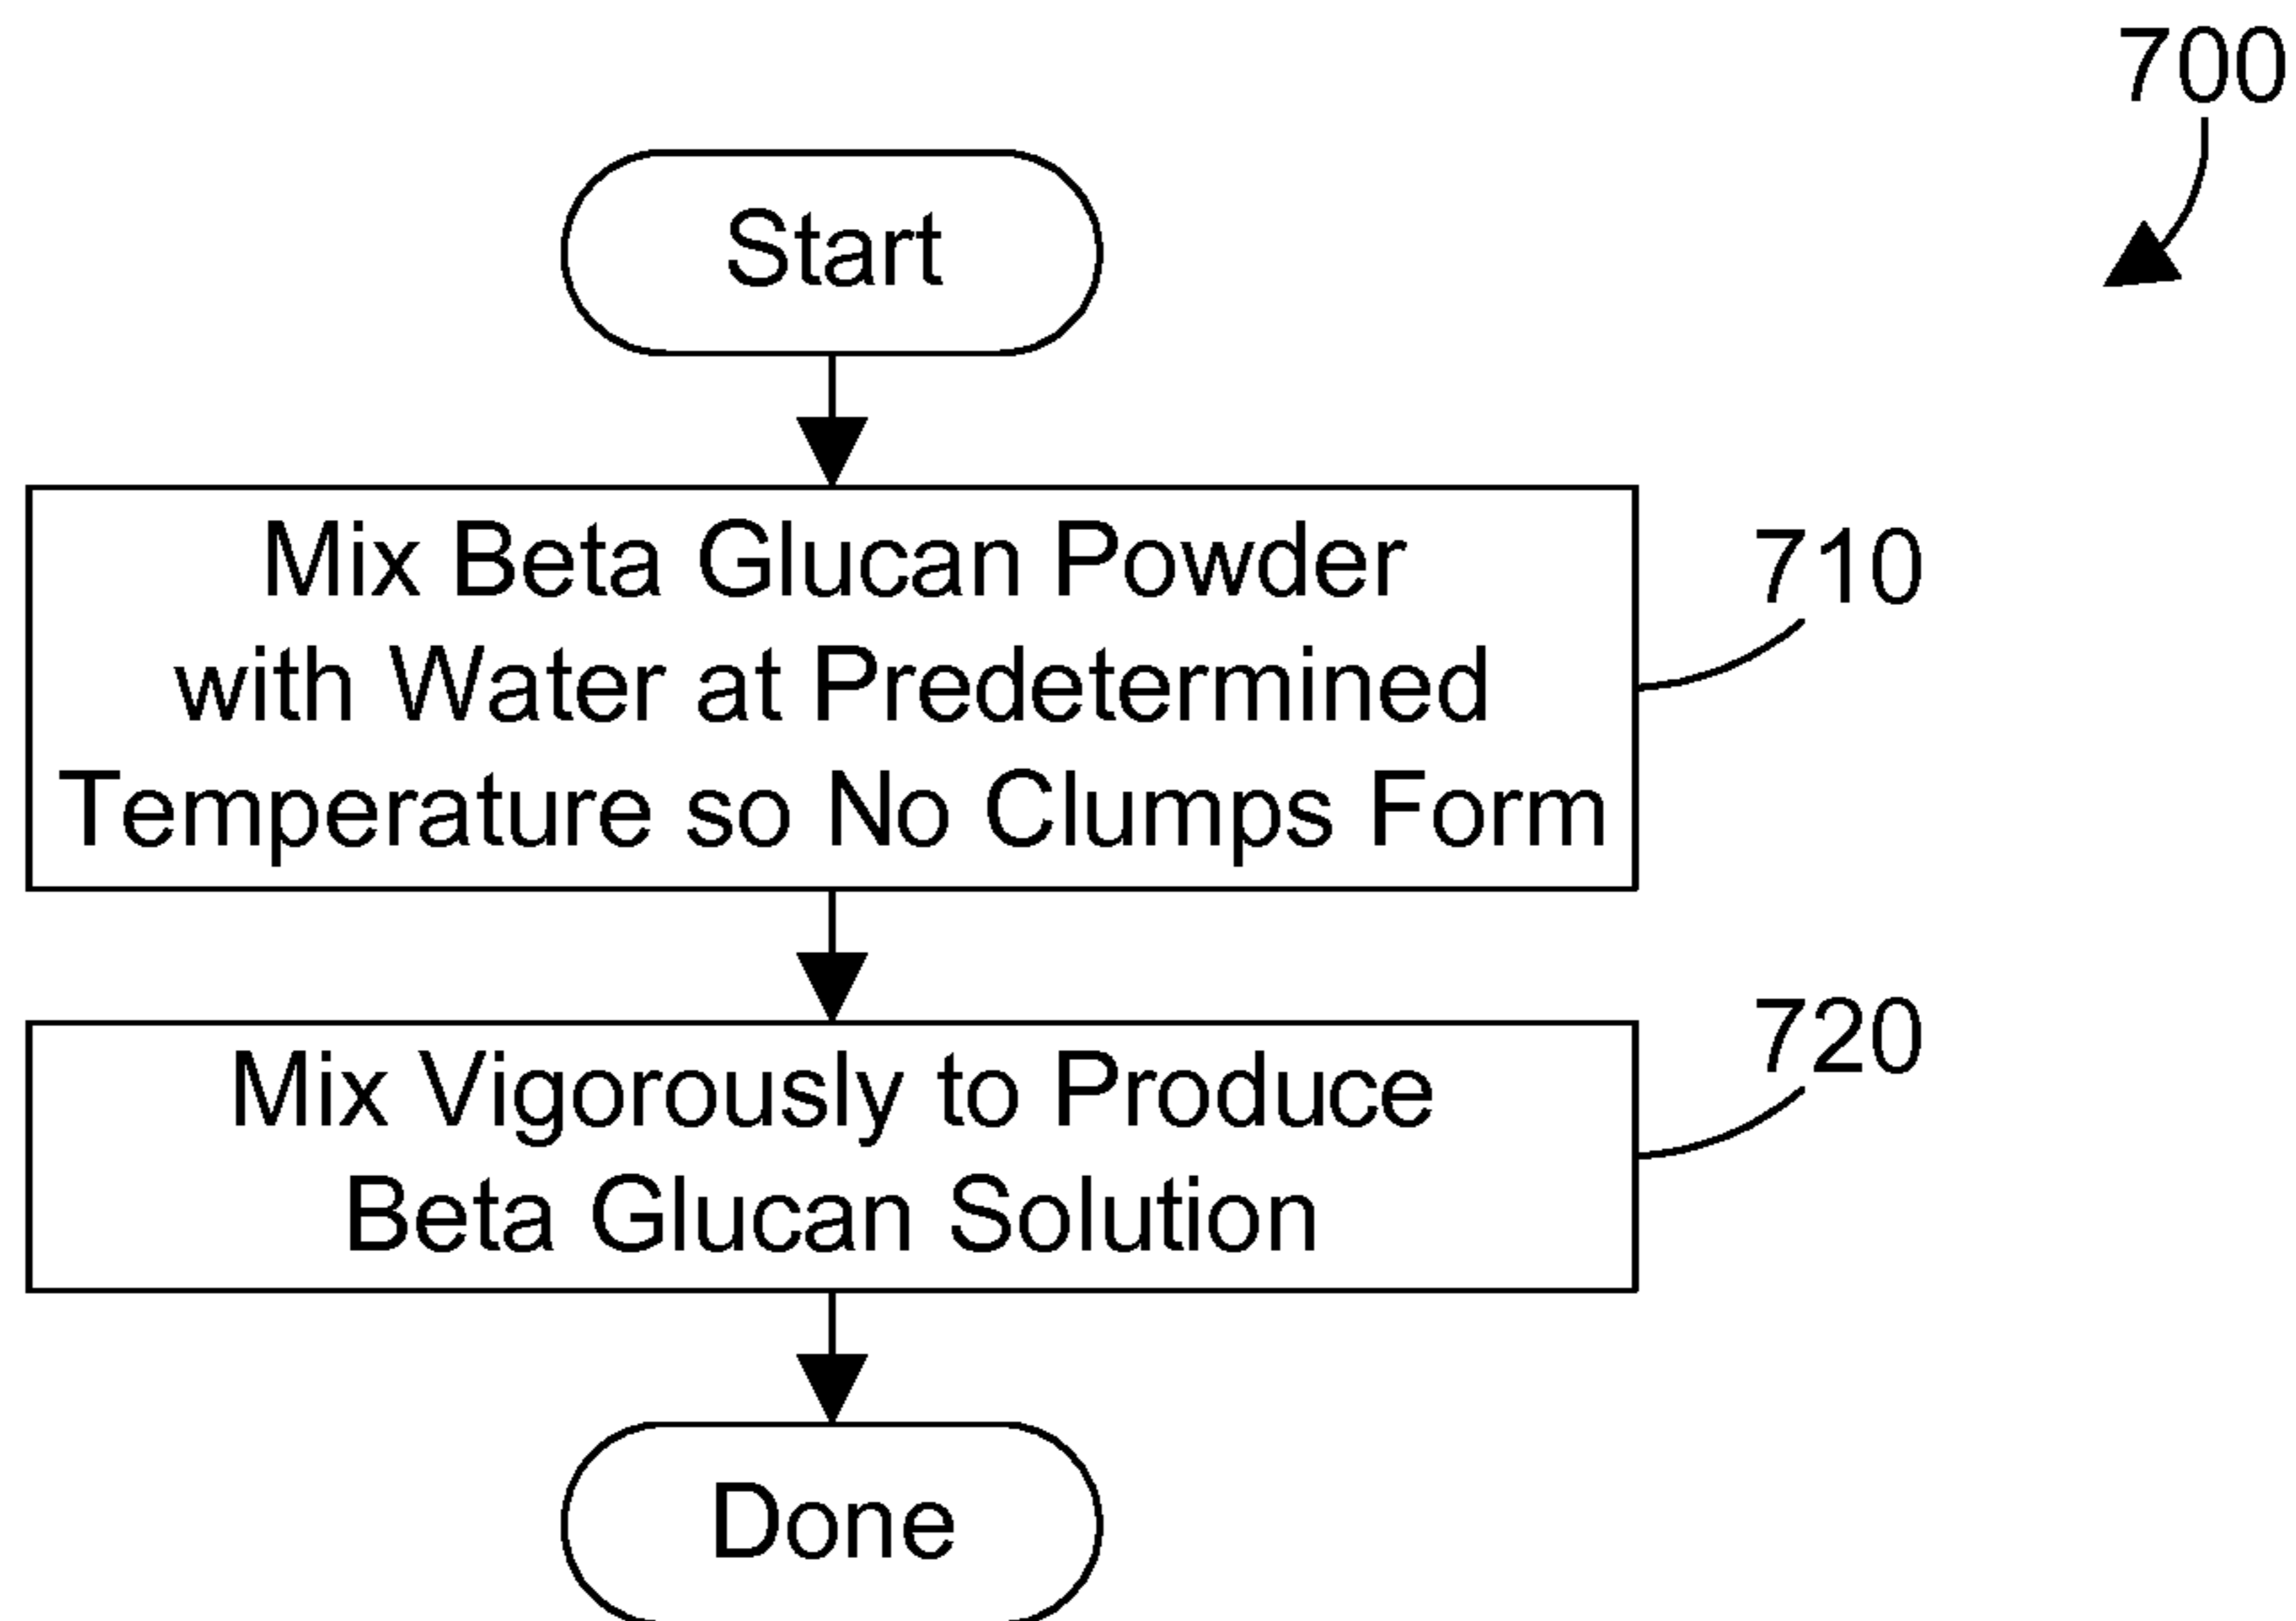 700
Start
Mix Beta Glucan Powder
with Water at Predetermined
Temperature so No Clumps Form
710
Mix Vigorously to Produce
Beta Glucan Solution
720
Done